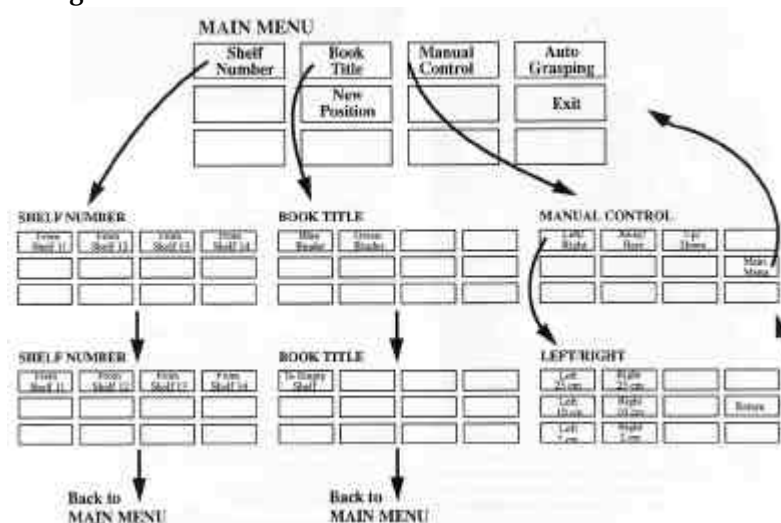 MAIN MENU
Shelf Number
Book Title
Manual Control
Auto Grasping
New Position
Exit
SHELF NUMBER
From Shelf 11
From Shelf 12
From Shelf 13
From Shelf 14
BOOK TITLE
Blue Binder
Green Binder
MANUAL CONTROL
Left/ Right
Away/ Here
Up/ Down
Main Menu
SHELF NUMBER
From Shelf 11
From Shelf 12
From Shelf 13
From Shelf 14
BOOK TITLE
To Empty Shelf
LEFT/RIGHT
Left 25 cm
Right 25 cm
Left 10 cm
Right 10 cm
Return
Left
Right
Back to MAIN MENU
Back to MAIN MENU